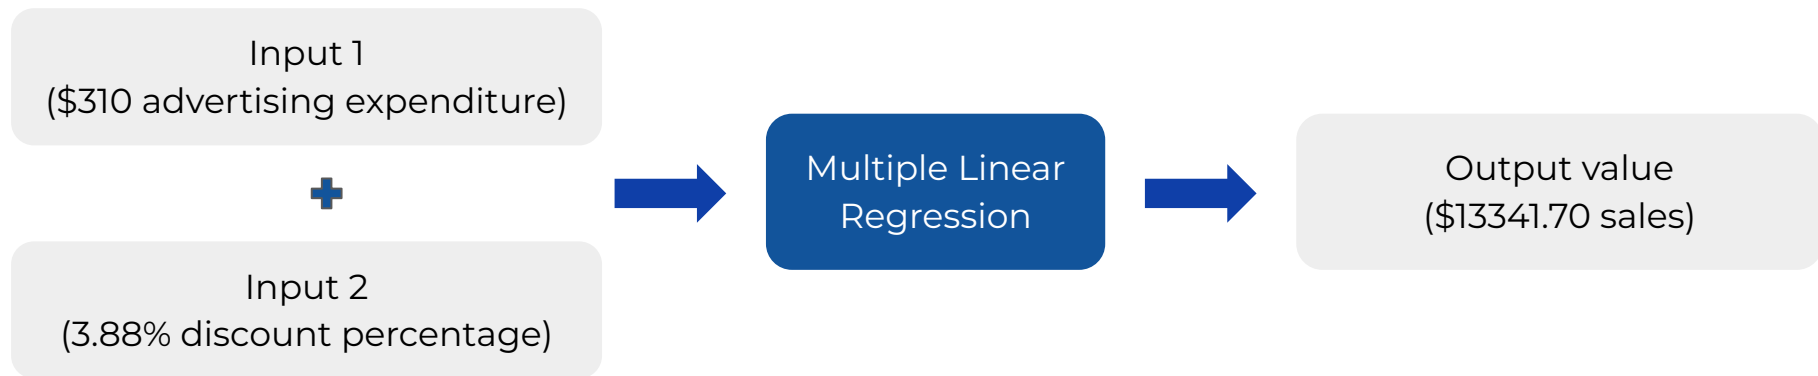 Input 1
($310 advertising expenditure)
Input 2
(3.88% discount percentage)
Multiple Linear
Regression
Output value
($13341.70 sales)